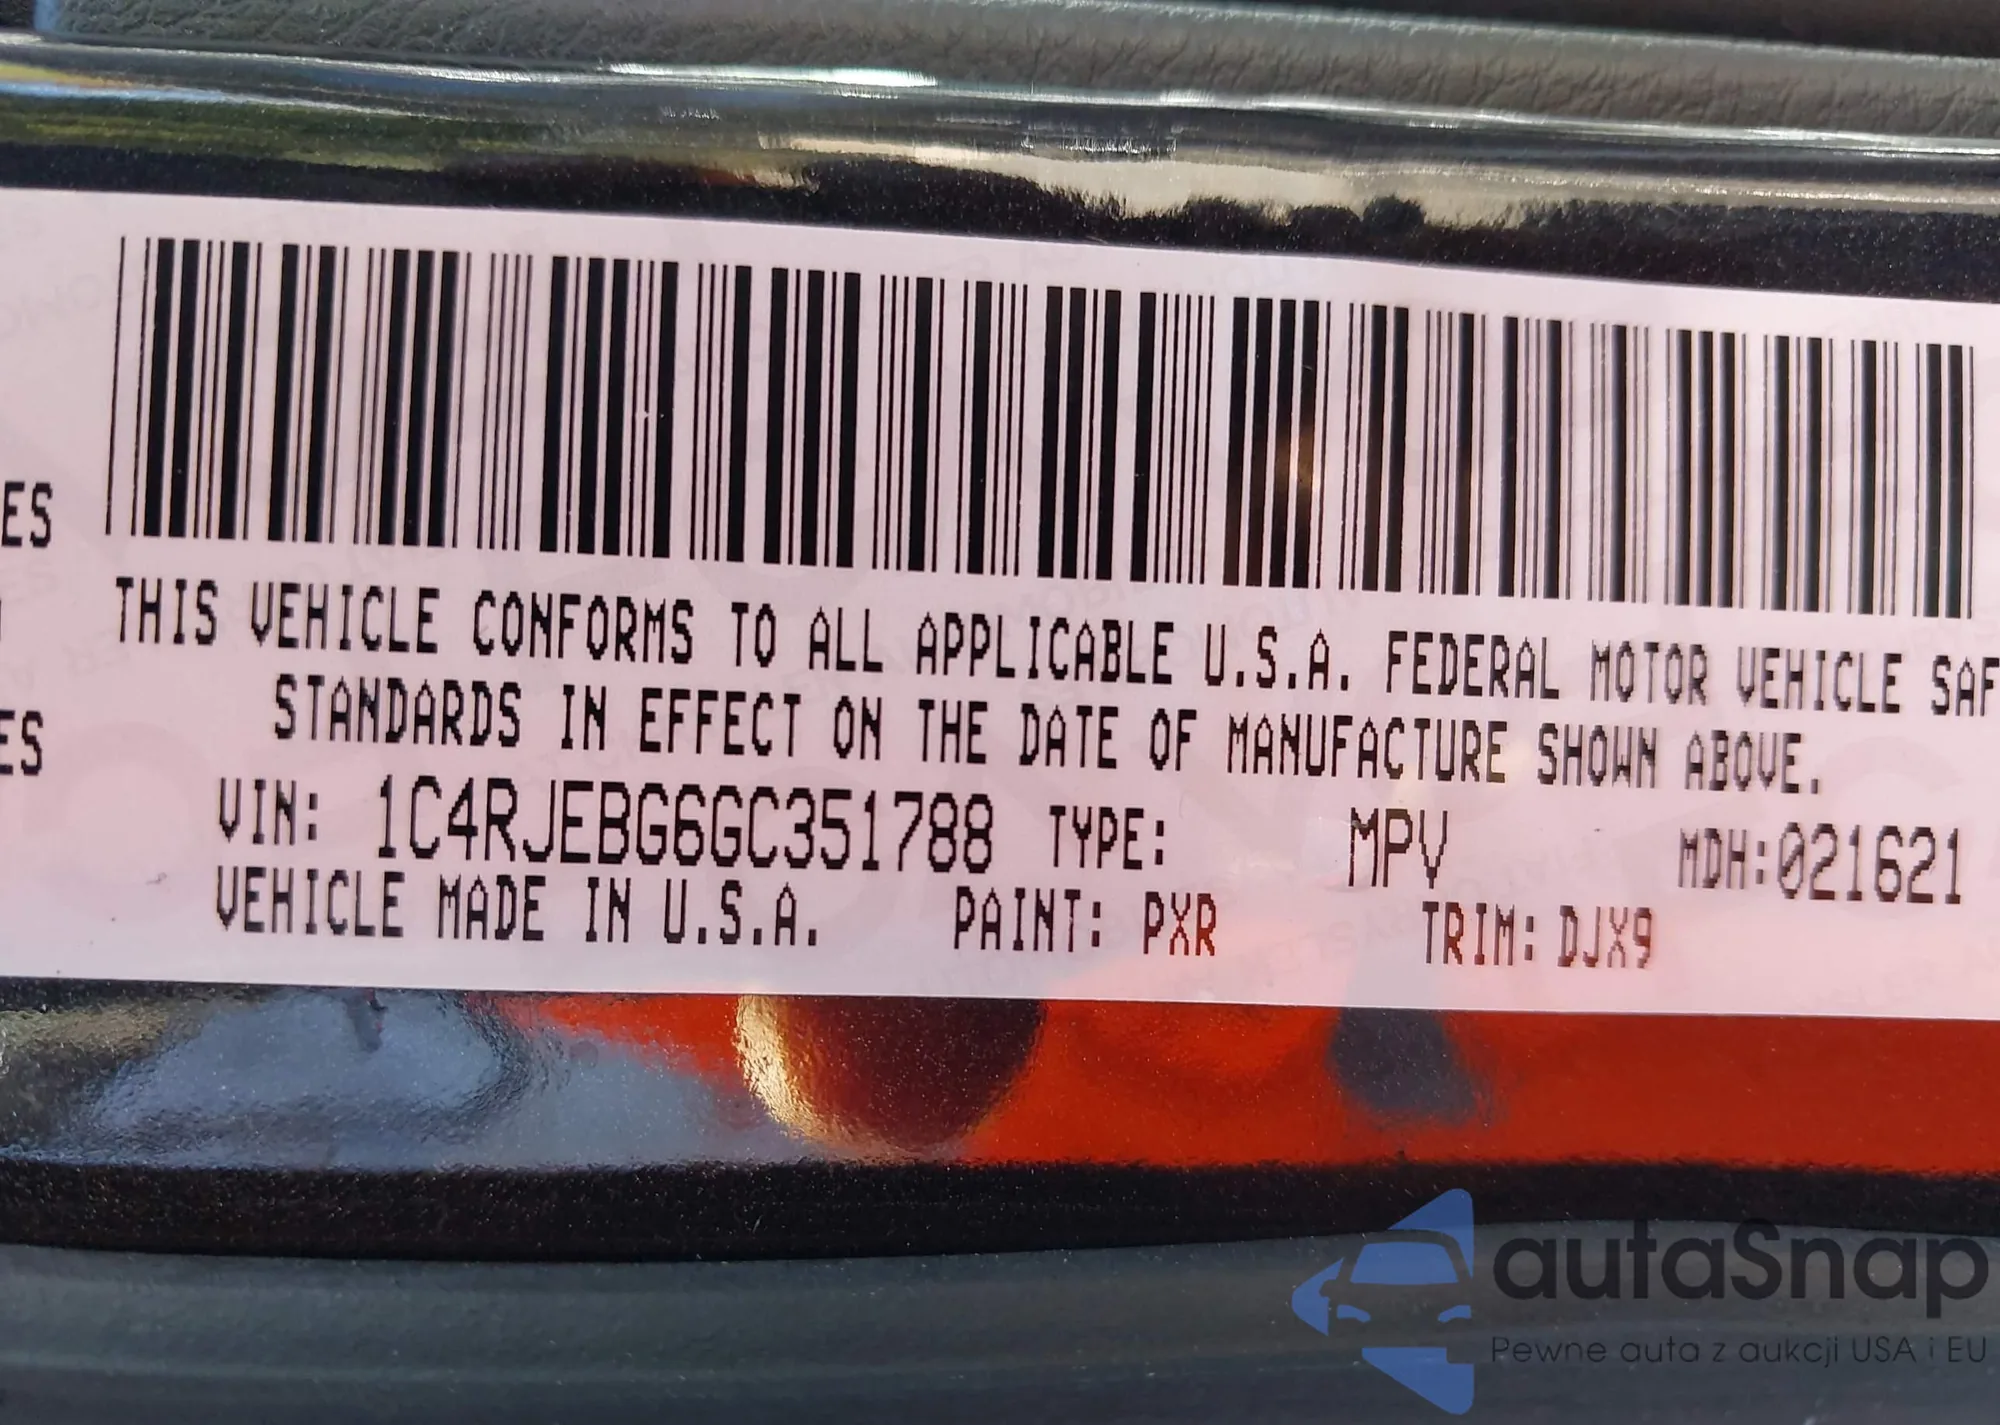 ES
THIS VEHICLE CONFORMS TO ALL APPLICABLE U.S.A. FEDERAL MOTOR VEHICLE SAF
STANDARDS IN EFFECT ON THE DATE OF MANUFACTURE SHOWN ABOVE.
ES
VIN: 1C4RJEBG6GC351788 TYPE: MPV MDH:021621
VEHICLE MADE IN U.S.A. PAINT: PXR TRIM: DJX9
autaSnap
Pewne auta z aukcji USA i EU